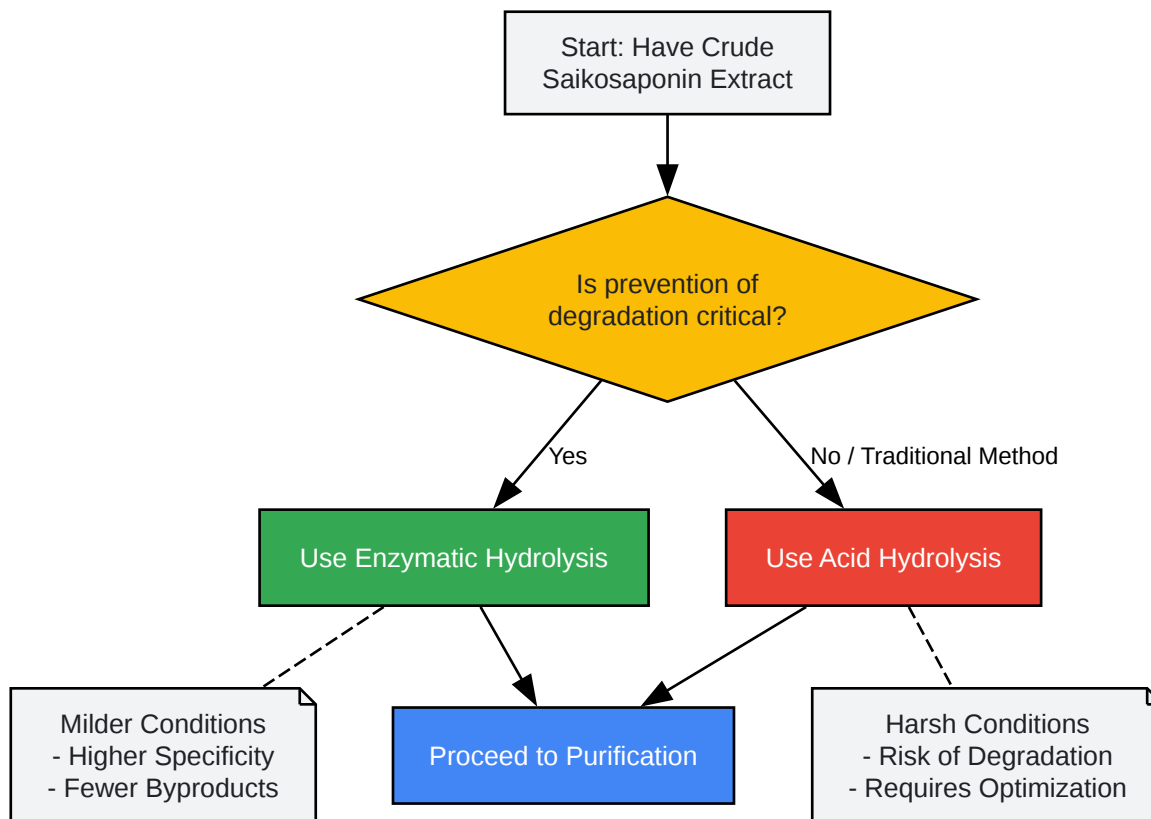 Start: Have Crude
Saikosaponin Extract
Is prevention of
degradation critical?
Yes
No / Traditional Method
Use Enzymatic Hydrolysis
Use Acid Hydrolysis
Milder Conditions
- Higher Specificity
- Fewer Byproducts
Proceed to Purification
Harsh Conditions
- Risk of Degradation
- Requires Optimization